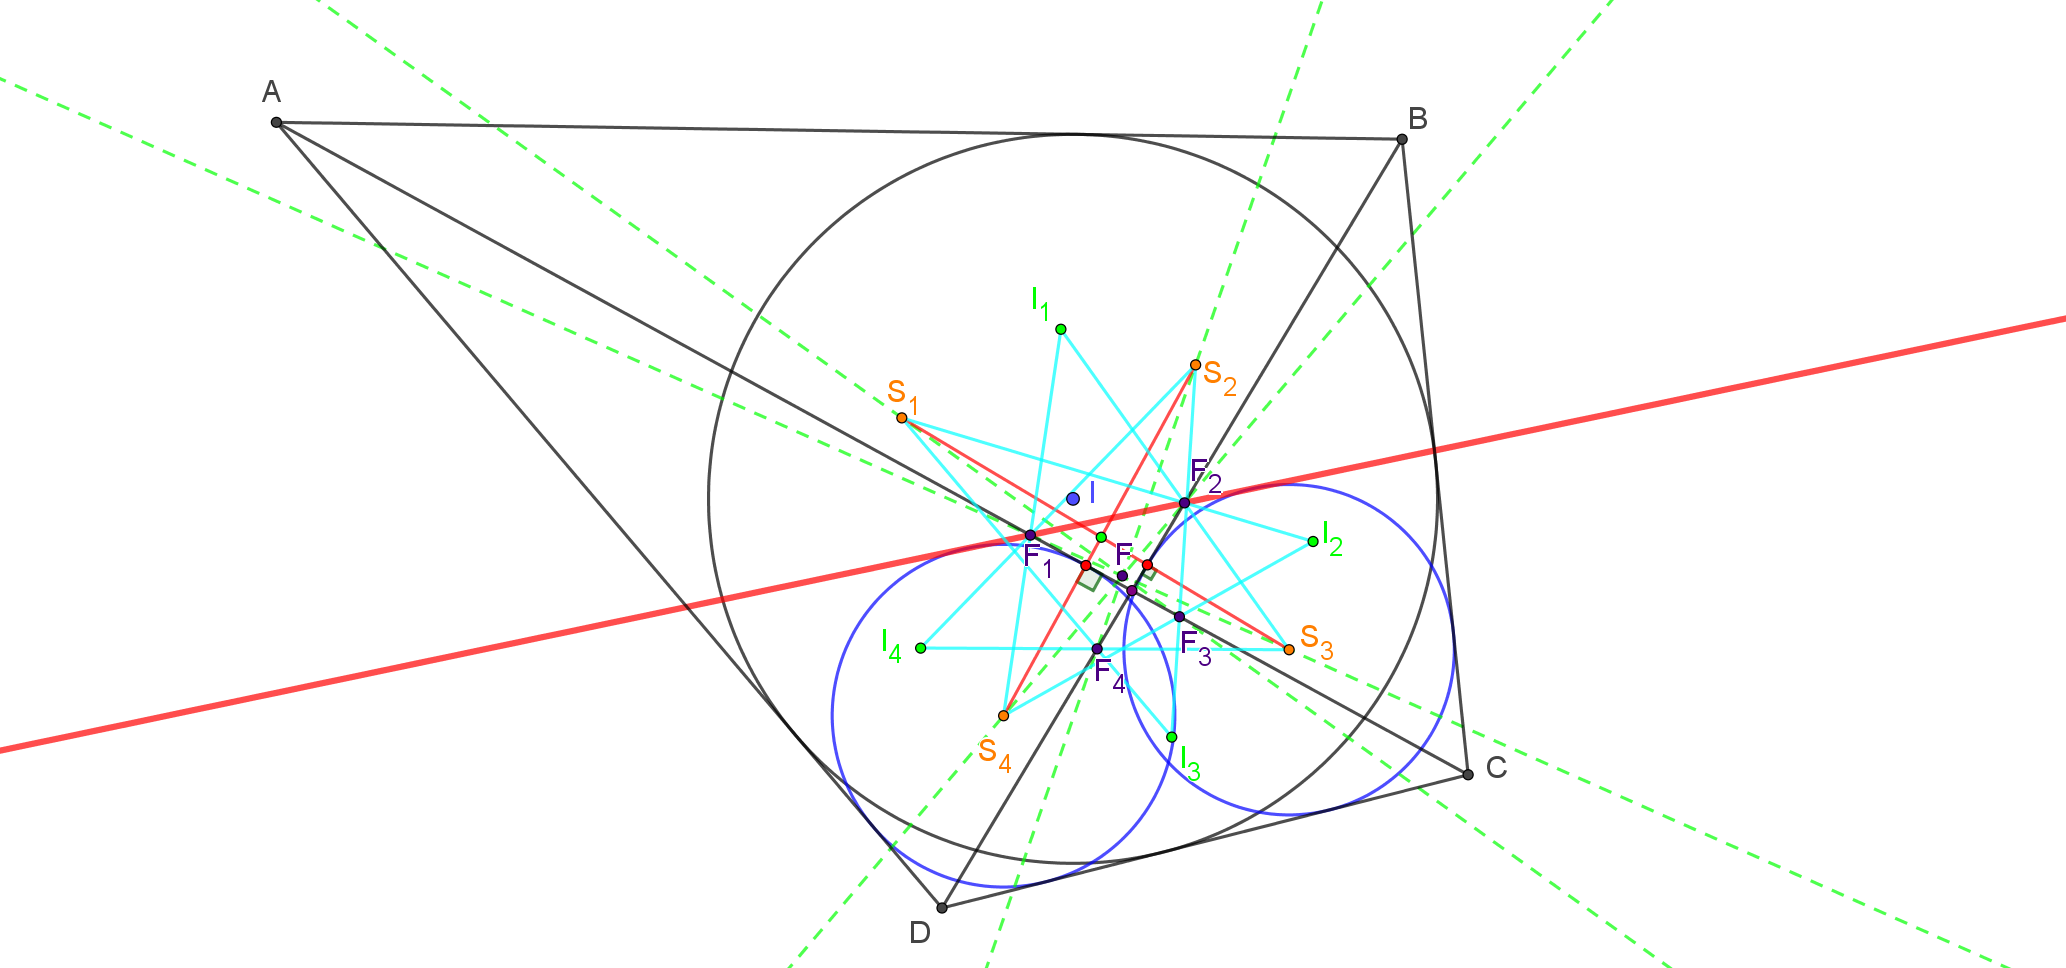 A
B
I₁
S₂
S₁
F₂
I
I₂
F
F₁
S₃
I₄
F₃
F₄
S₄
I₃
C
D